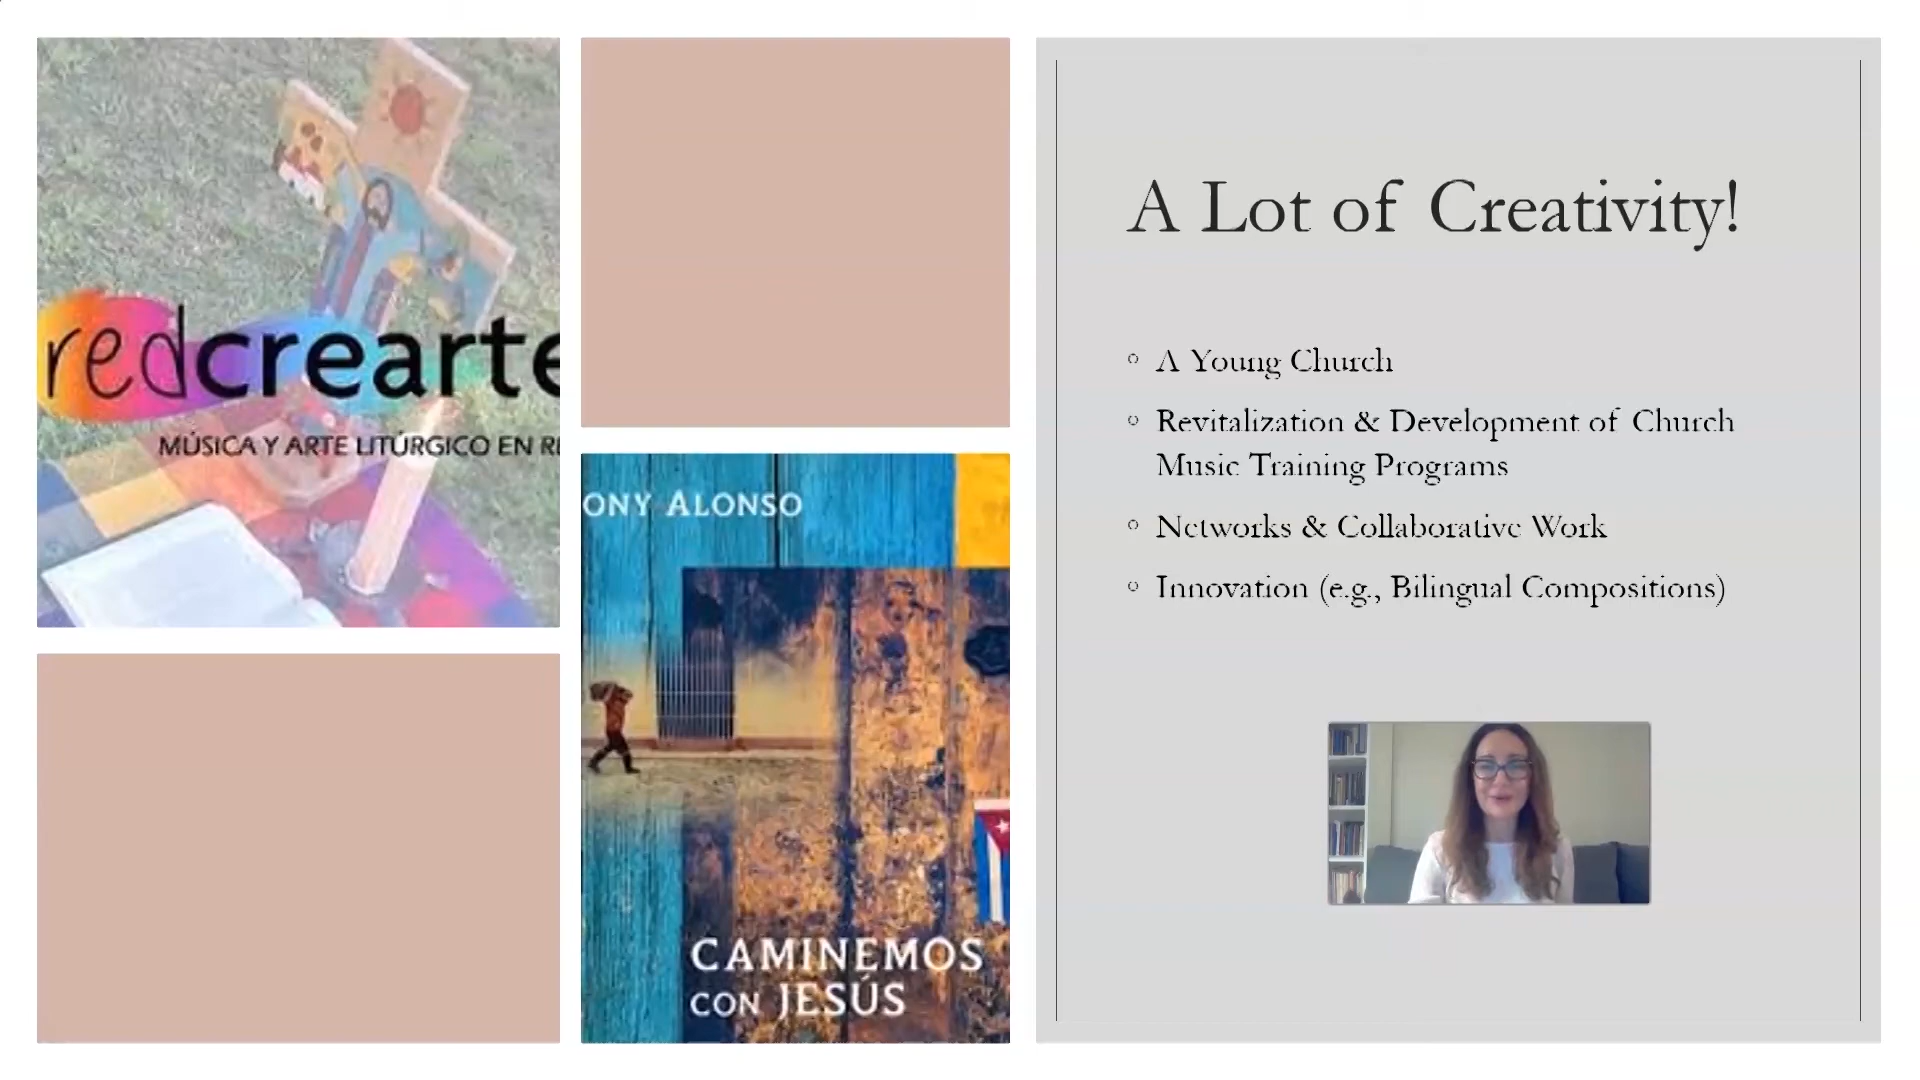 redcrearte
MÚSICA Y ARTE LITÚRGICO EN
ONY ALONSO
CAMINEMOS
CON JESÚS
A Lot of Creativity!
A Young Church
Revitalization & Development of Church
Music Training Programs
Networks & Collaborative Work
Innovation (e.g., Bilingual Compositions)